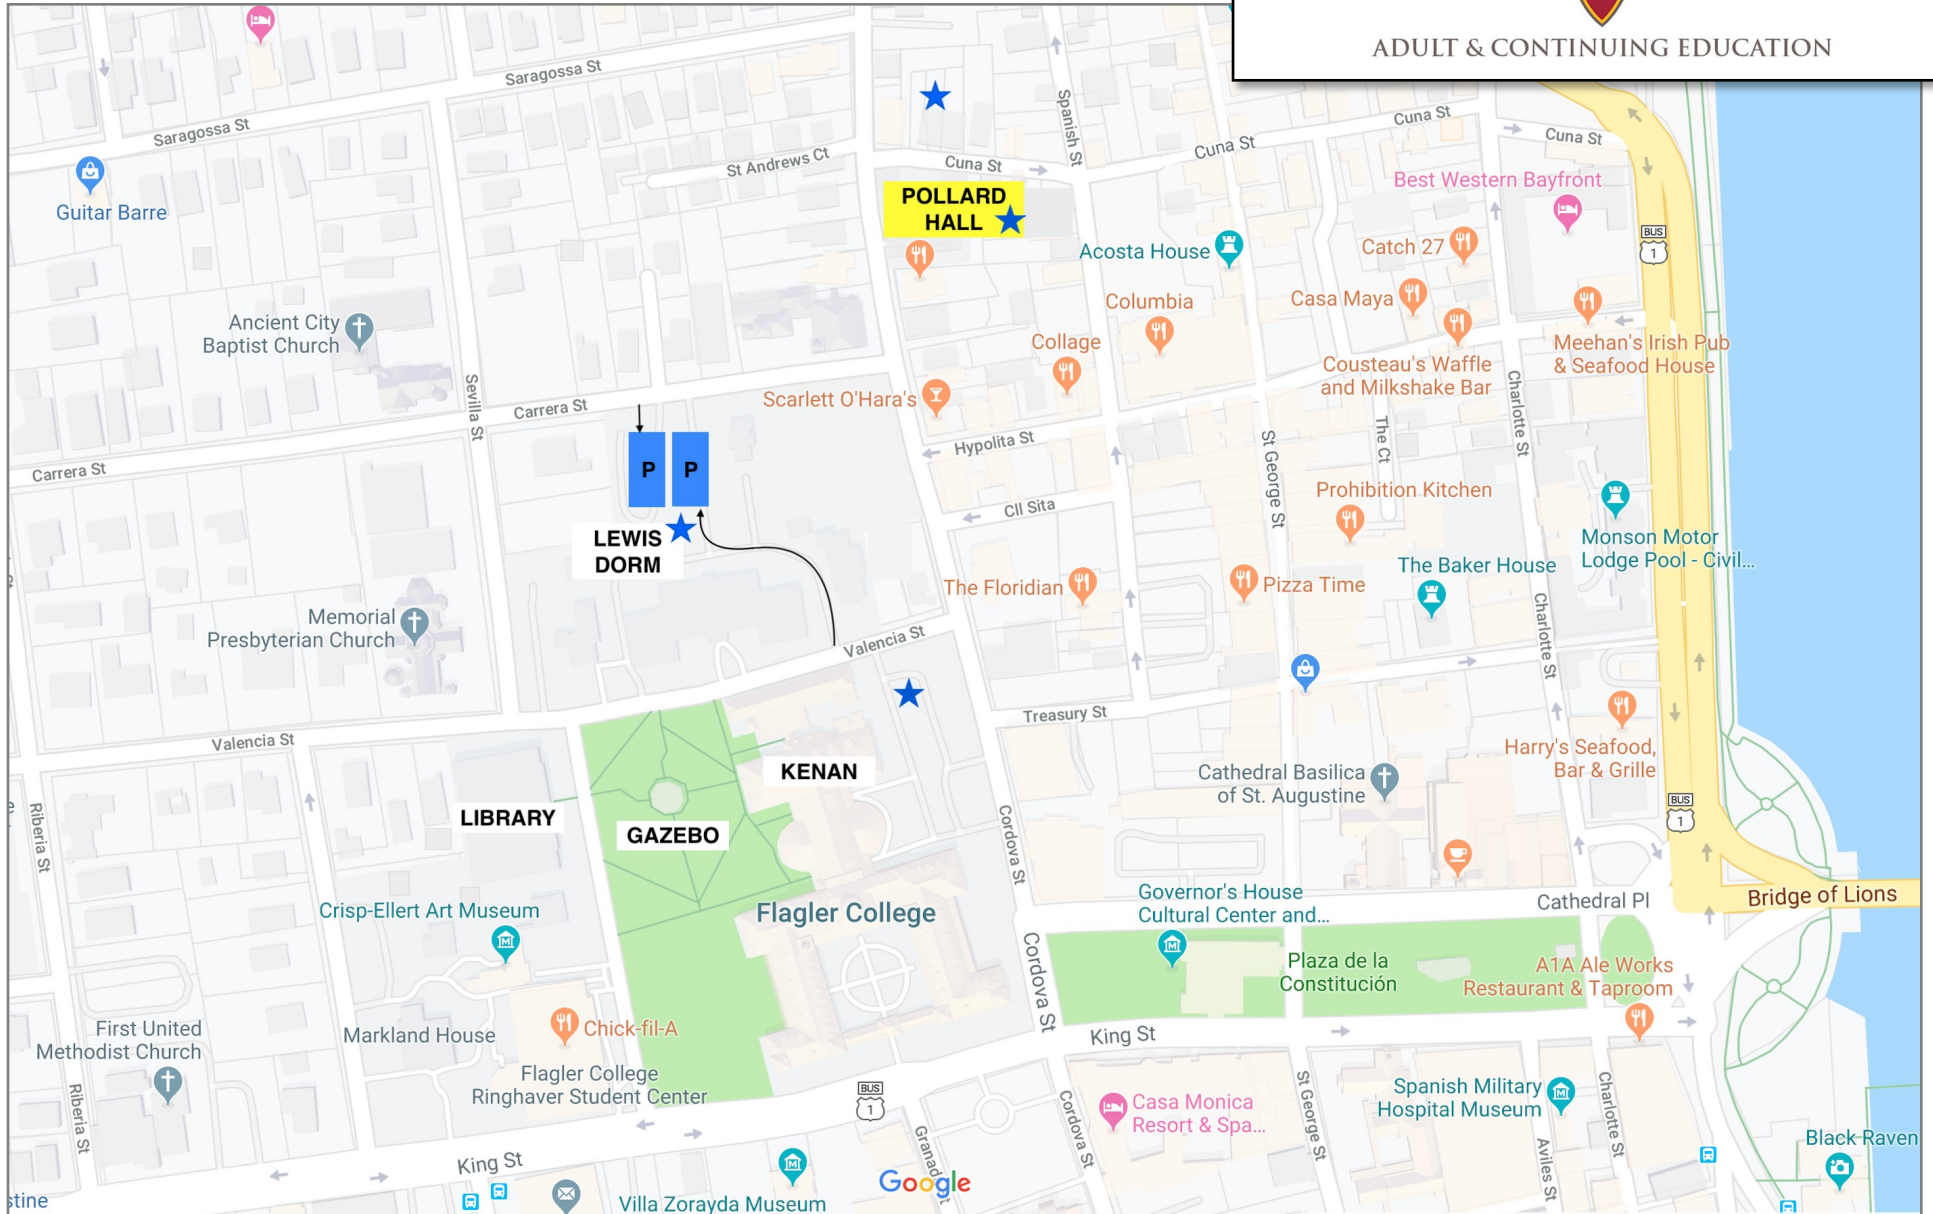 ADULT & CONTINUING EDUCATION
Saragossa St
Saragossa St
Spanish St
Cuna St
Cuna St
Cuna St
Cuna St
St Andrews Ct
Guitar Barre
POLLARD
HALL
Best Western Bayfront
BUS
1
Acosta House
Catch 27
Casa Maya
Columbia
Collage
Ancient City
Baptist Church
Meehan's Irish Pub
& Seafood House
Cousteau's Waffle
and Milkshake Bar
Sevilla St
Carrera St
Carrera St
Scarlett O'Hara's
Hypolita St
St George St
The Ct
Charlotte St
P
P
LEWIS
DORM
Cll Sita
Prohibition Kitchen
Monson Motor
Lodge Pool - Civil...
The Baker House
The Floridian
Pizza Time
Charlotte St
Memorial
Presbyterian Church
Valencia St
Valencia St
Treasury St
Harry's Seafood,
Bar & Grille
KENAN
Cathedral Basilica
of St. Augustine
BUS
1
LIBRARY
GAZEBO
Riberia St
Cordova St
Crisp-Ellert Art Museum
Flagler College
Governor's House
Cultural Center and...
Cathedral Pl
Bridge of Lions
Plaza de la
Constitución
A1A Ale Works
Restaurant & Taproom
Cordova St
First United
Methodist Church
Markland House
Chick-fil-A
King St
Flagler College
Ringhaver Student Center
BUS
1
Casa Monica
Resort & Spa...
Spanish Military
Hospital Museum
Riberia St
Cordova St
St George St
Charlotte St
Aviles St
Black Raven
King St
Google
Villa Zorayda Museum
stine